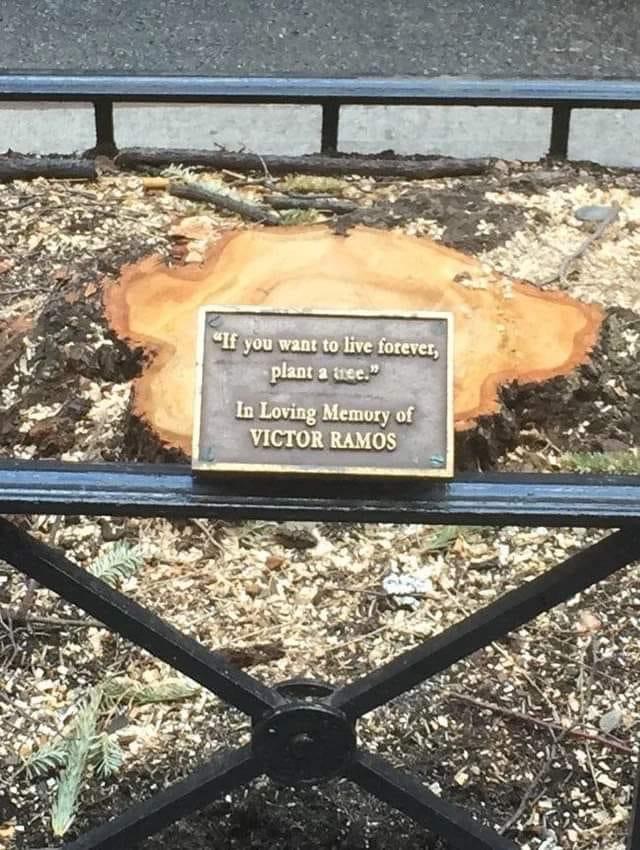 “If you want to live forever,
plant a tree.”
In Loving Memory of
VICTOR RAMOS